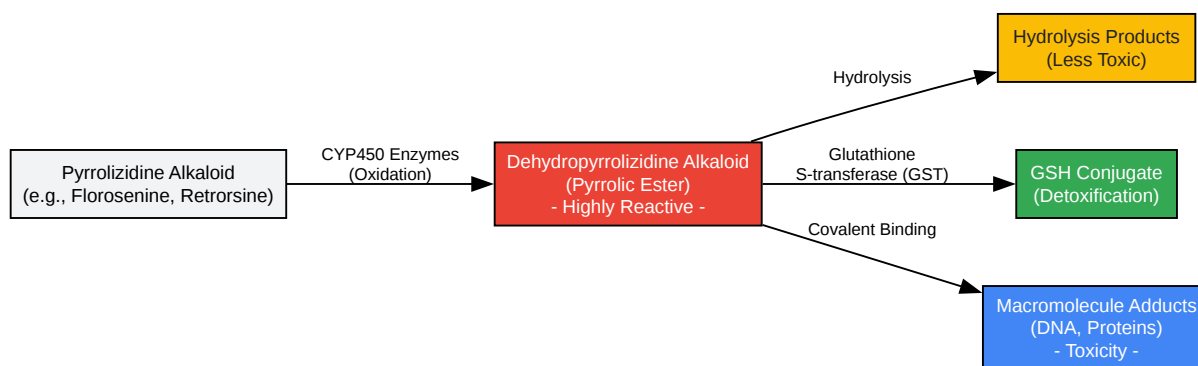 Pyrrolizidine Alkaloid
(e.g., Florosenine, Retrorsine)
CYP450 Enzymes
(Oxidation)
Dehydropyrrolizidine Alkaloid
(Pyrrolic Ester)
- Highly Reactive -
Hydrolysis
Hydrolysis Products
(Less Toxic)
Glutathione
S-transferase (GST)
GSH Conjugate
(Detoxification)
Covalent Binding
Macromolecule Adducts
(DNA, Proteins)
- Toxicity -